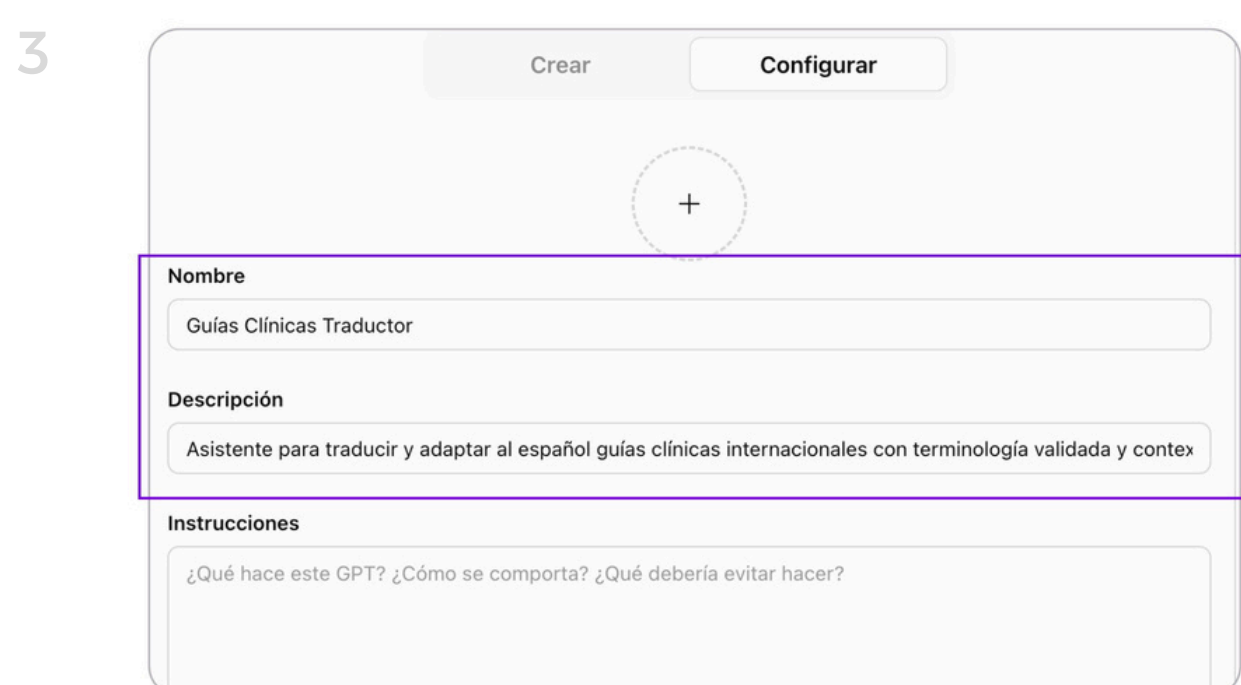 3
Crear
Configurar
+
Nombre
Guías Clínicas Traductor
Descripción
Asistente para traducir y adaptar al español guías clínicas internacionales con terminología validada y contex
Instrucciones
¿Qué hace este GPT? ¿Cómo se comporta? ¿Qué debería evitar hacer?